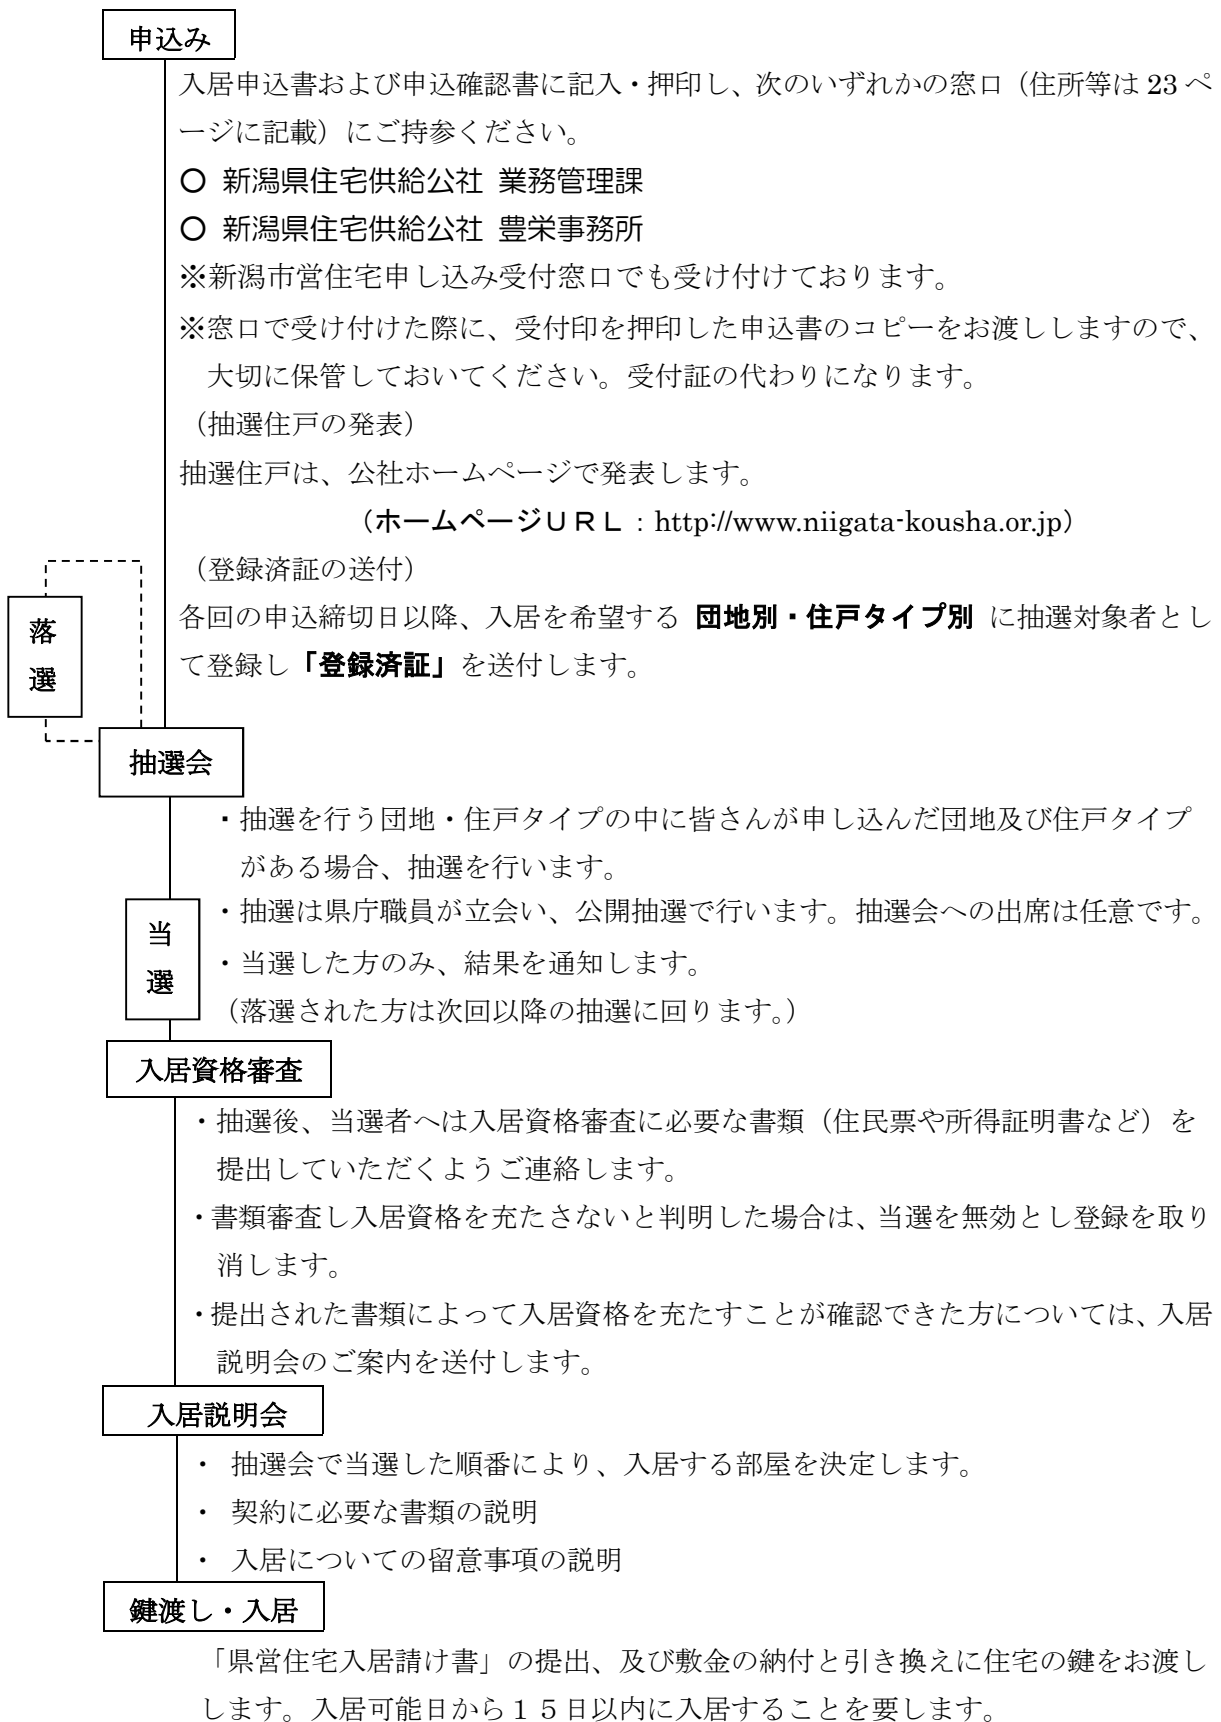 申込み
入居申込書および申込確認書に記入・押印し、次のいずれかの窓口（住所等は 23 ペ
ージに記載）にご持参ください。
○ 新潟県住宅供給公社 業務管理課
○ 新潟県住宅供給公社 豊栄事務所
※新潟市営住宅申し込み受付窓口でも受け付けております。
※窓口で受け付けた際に、受付印を押印した申込書のコピーをお渡ししますので、
大切に保管しておいてください。受付証の代わりになります。
（抽選住戸の発表）
抽選住戸は、公社ホームページで発表します。
（ホームページＵＲＬ：http://www.niigata-kousha.or.jp）
（登録済証の送付）
各回の申込締切日以降、入居を希望する 団地別・住戸タイプ別 に抽選対象者とし
て登録し「登録済証」を送付します。
落
選
抽選会
・抽選を行う団地・住戸タイプの中に皆さんが申し込んだ団地及び住戸タイプ
がある場合、抽選を行います。
・抽選は県庁職員が立会い、公開抽選で行います。抽選会への出席は任意です。
・当選した方のみ、結果を通知します。
（落選された方は次回以降の抽選に回ります。）
当
選
入居資格審査
・抽選後、当選者へは入居資格審査に必要な書類（住民票や所得証明書など）を
提出していただくようご連絡します。
・書類審査し入居資格を充たさないと判明した場合は、当選を無効とし登録を取り
消します。
・提出された書類によって入居資格を充たすことが確認できた方については、入居
説明会のご案内を送付します。
入居説明会
・ 抽選会で当選した順番により、入居する部屋を決定します。
・ 契約に必要な書類の説明
・ 入居についての留意事項の説明
鍵渡し・入居
「県営住宅入居請け書」の提出、及び敷金の納付と引き換えに住宅の鍵をお渡し
します。入居可能日から１５日以内に入居することを要します。